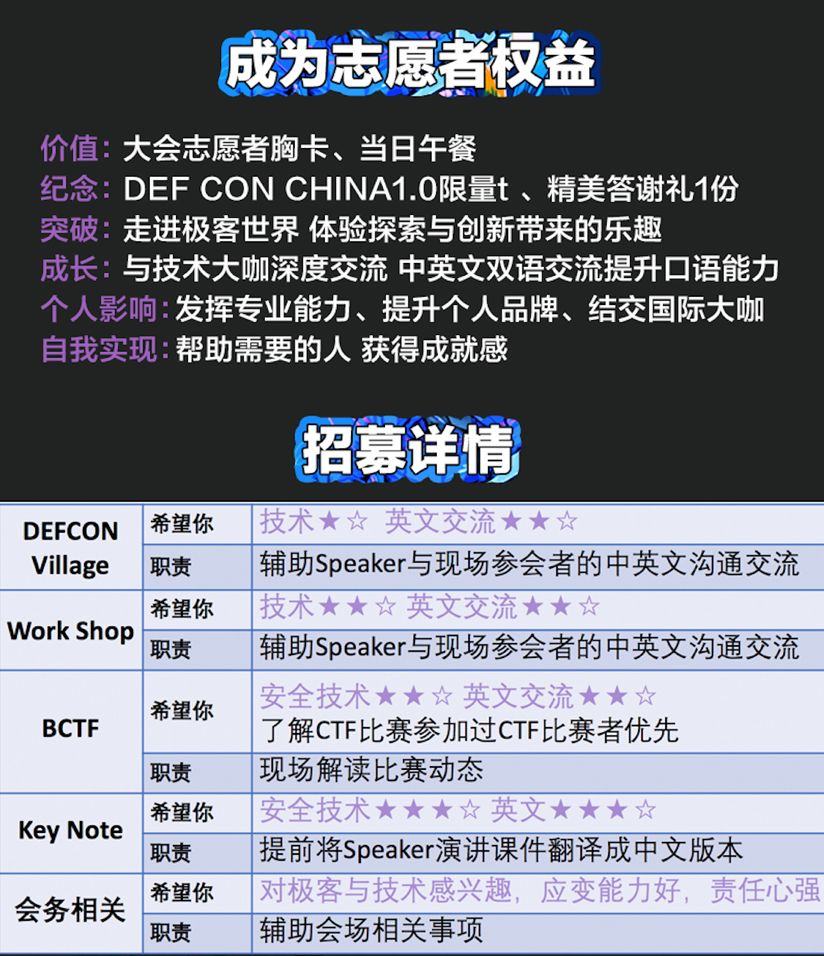 成为志愿者权益
价值：大会志愿者胸卡、当日午餐
纪念：DEF CON CHINA1.0限量t 、精美答谢礼1份
突破：走进极客世界 体验探索与创新带来的乐趣
成长：与技术大咖深度交流 中英文双语交流提升口语能力
个人影响：发挥专业能力、提升个人品牌、结交国际大咖
自我实现：帮助需要的人 获得成就感
招募详情
DEFCON Village
希望你 技术★☆ 英文交流★★☆
职责 辅助Speaker与现场参会者的中英文沟通交流
Work Shop
希望你 技术★★☆ 英文交流★★☆
职责 辅助Speaker与现场参会者的中英文沟通交流
BCTF
希望你 安全技术★★☆ 英文交流★★☆
了解CTF比赛参加过CTF比赛者优先
职责 现场解读比赛动态
Key Note
希望你 安全技术★★★☆ 英文★★★☆
职责 提前将Speaker演讲课件翻译成中文版本
会务相关
希望你 对极客与技术感兴趣，应变能力好，责任心强
职责 辅助会场相关事项